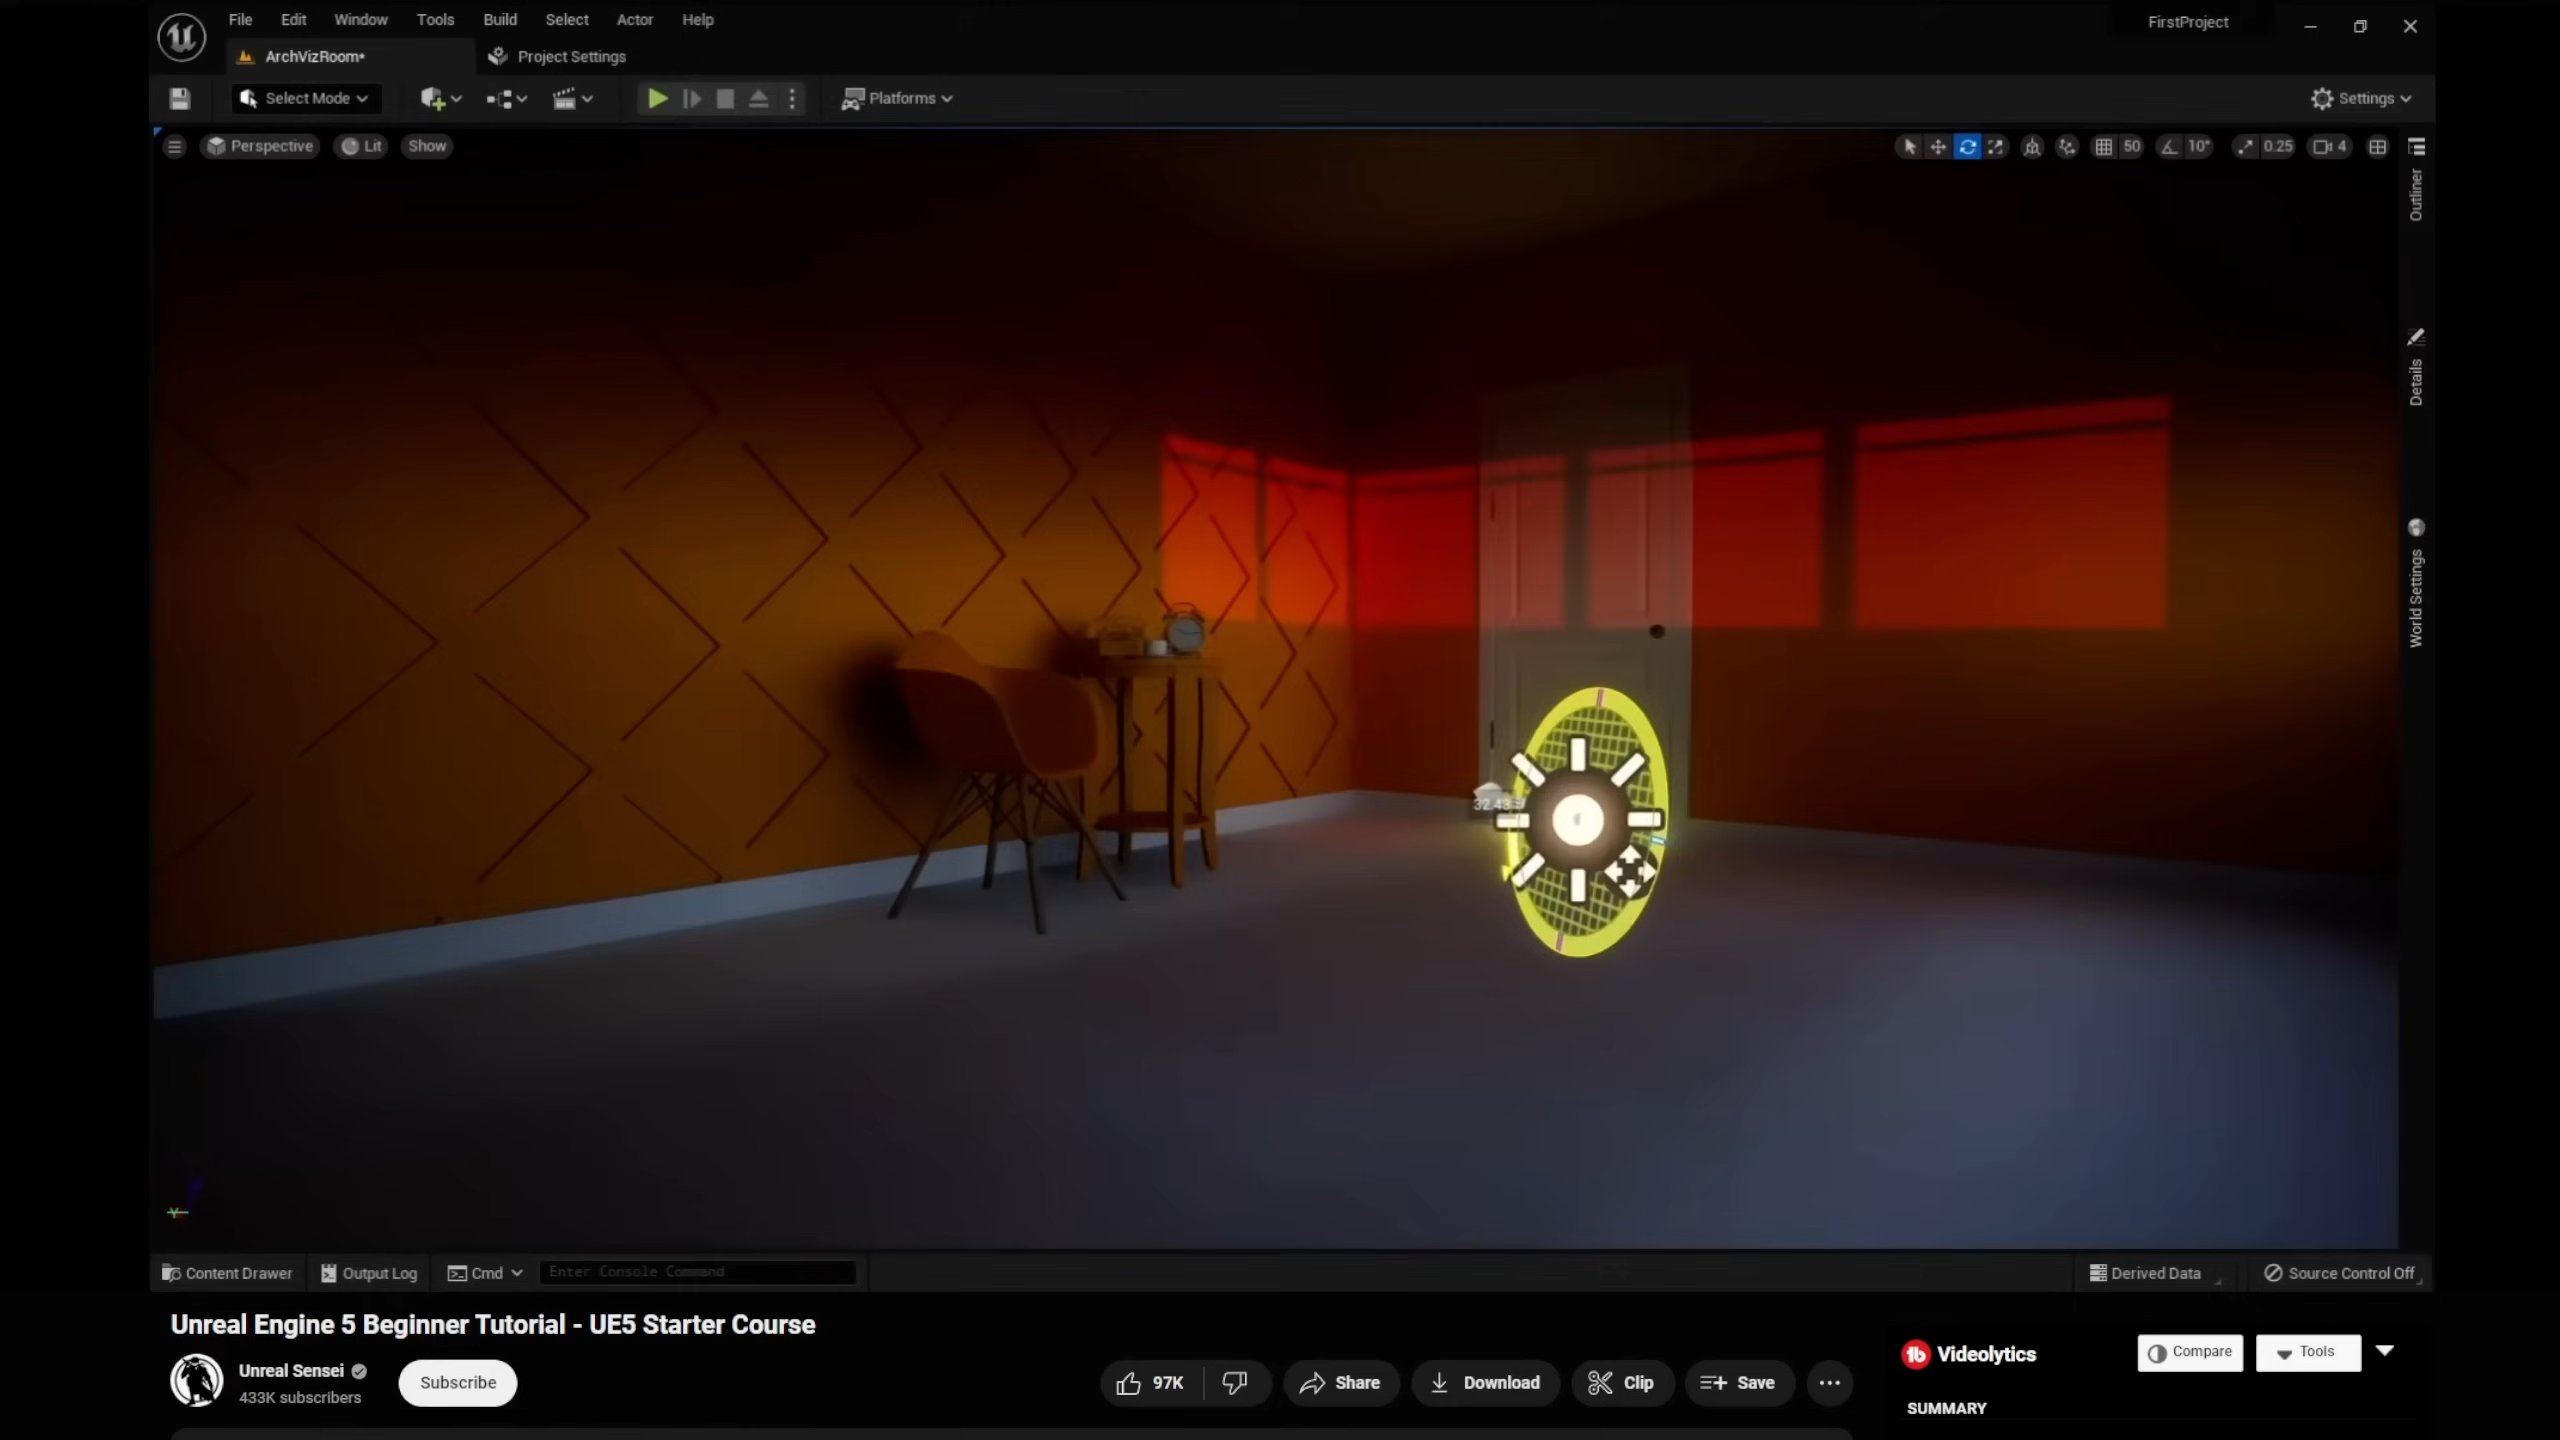 File Edit Window Tools Build Select Actor Help
FirstProject
ArchVizRoom•
Project Settings
Select Mode
Platforms
Settings
Perspective
Lit
Show
50
10°
0.25
4
Outliner
Details
World Settings
Content Drawer
Output Log
Cmd
Enter Console Command
Derived Data
Source Control Off
Unreal Engine 5 Beginner Tutorial - UE5 Starter Course
Unreal Sensei
433K subscribers
Subscribe
97K
Share
Download
Clip
Save
Videolytics
Compare
Tools
SUMMARY